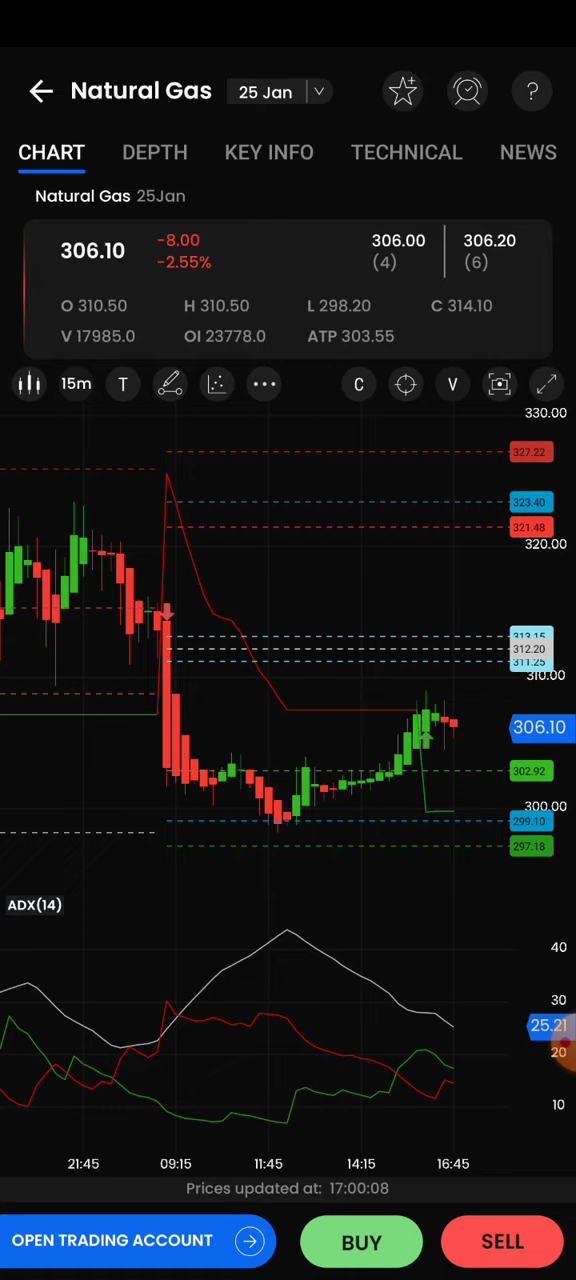 Natural Gas 25 Jan ?
CHART DEPTH KEY INFO TECHNICAL NEWS
Natural Gas 25Jan
306.10 -8.00 306.00 306.20
-2.55% (4) (6)
O 310.50 H 310.50 L 298.20 C 314.10
V 17985.0 OI 23778.0 ATP 303.55
15m T C V
330.00
327.22
323.40
321.48
320.00
313.15
312.20
311.25
310.00
306.10
302.92
300.00
299.10
297.18
ADX(14)
40
30
25.21
20
10
21:45 09:15 11:45 14:15 16:45
Prices updated at: 17:00:08
OPEN TRADING ACCOUNT BUY SELL